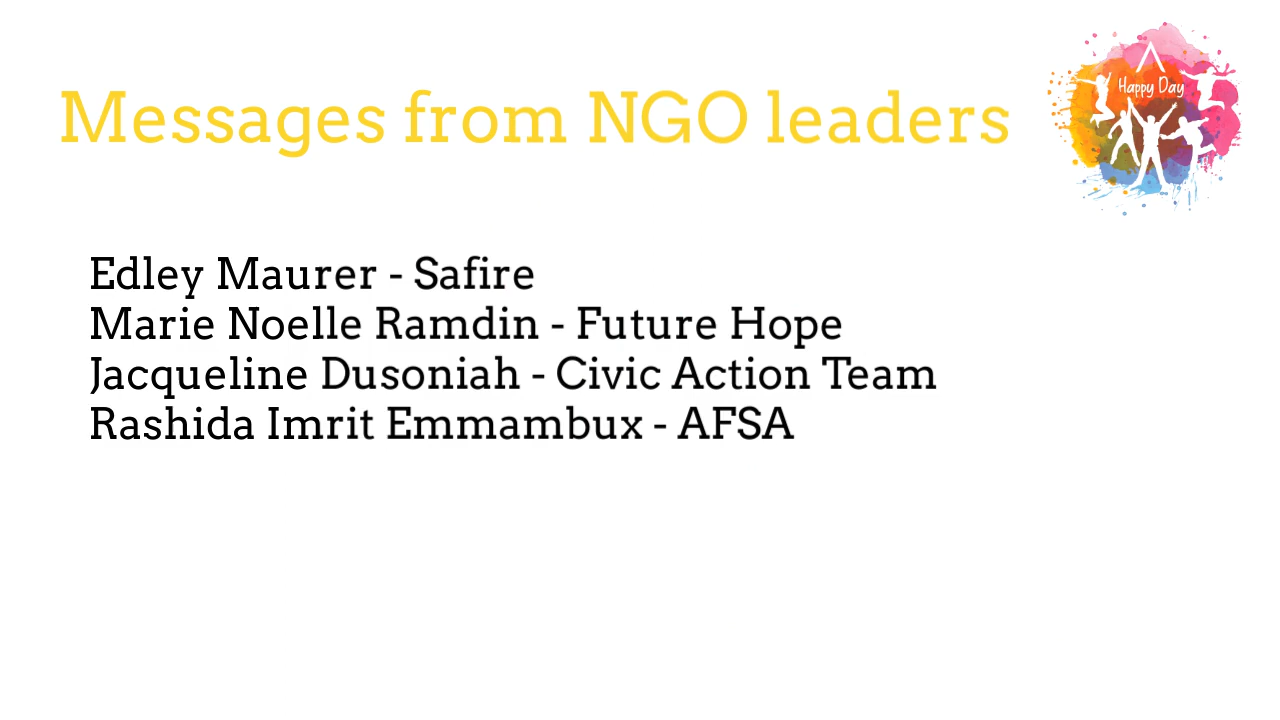 Messages from NGO leaders
Happy Day
Edley Maurer - Safire
Marie Noelle Ramdin - Future Hope
Jacqueline Dusoniah - Civic Action Team
Rashida Imrit Emmambux - AFSA